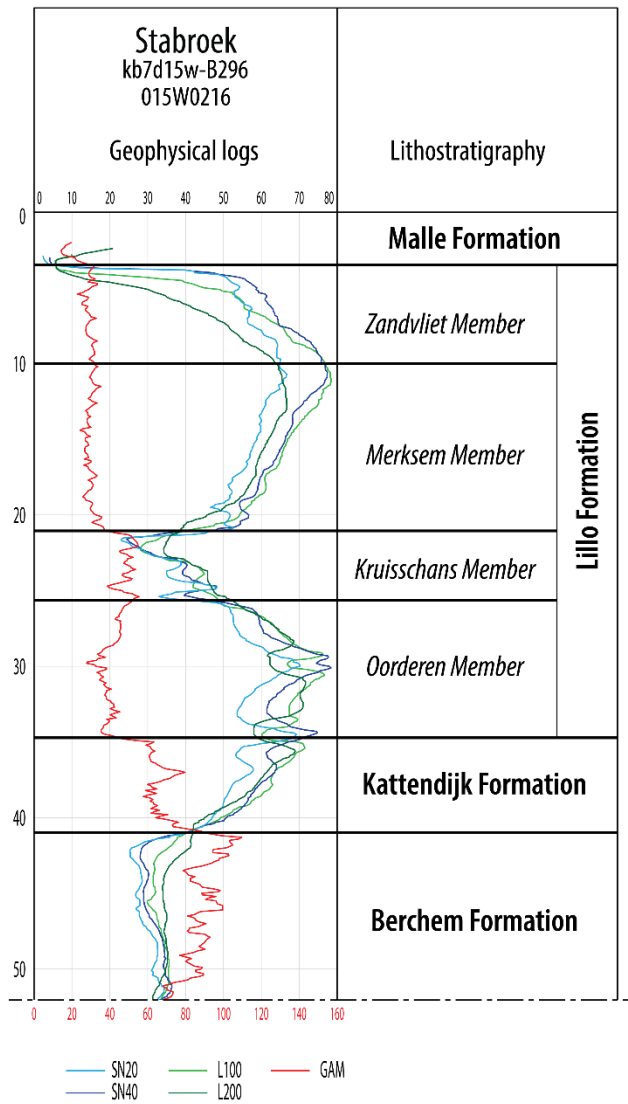 Stabroek
kb7d15w-B296
015W0216
Geophysical logs
Lithostratigraphy
0 10 20 30 40 50 60 70 80
0
Malle Formation
Zandvliet Member
10
Merksem Member
Lillo Formation
20
Kruisschans Member
Oorderen Member
30
Kattendijk Formation
40
Berchem Formation
50
0 20 40 60 80 100 120 140 160
SN20 L100 GAM
SN40 L200